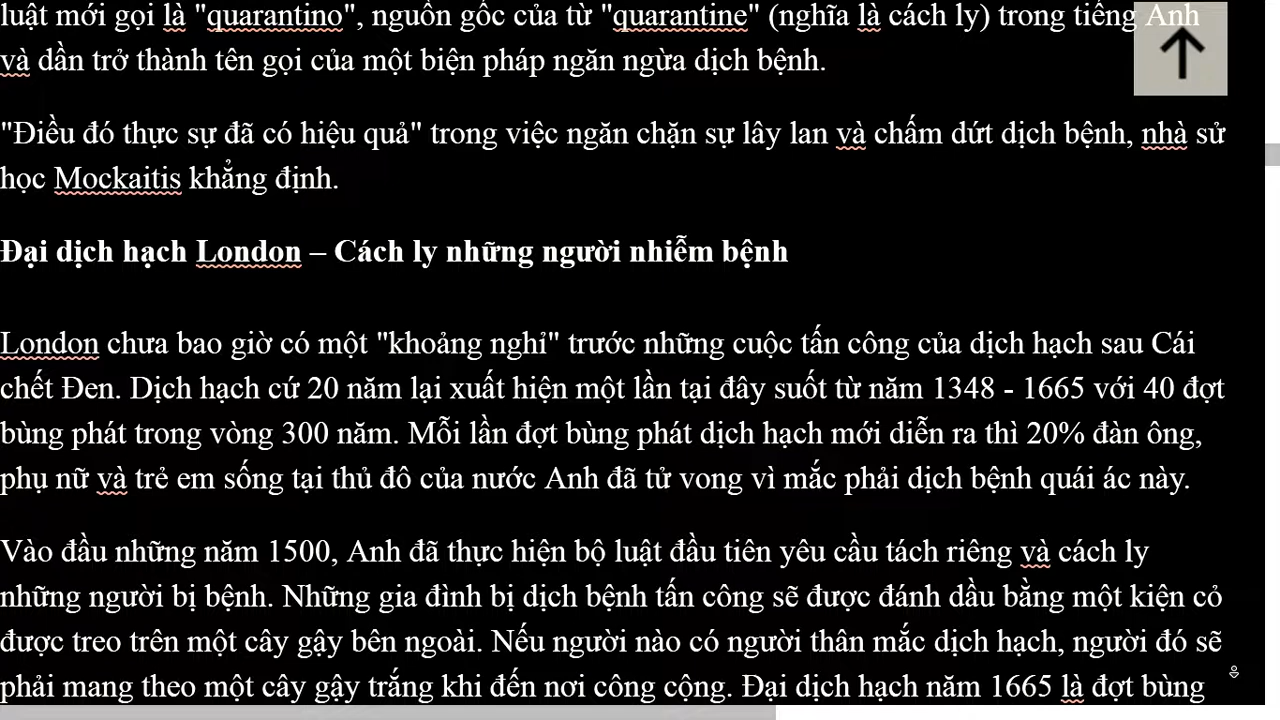 luật mới gọi là "quarantino", nguồn gốc của từ "quarantine" (nghĩa là cách ly) trong tiếng Anh
và dần trở thành tên gọi của một biện pháp ngăn ngừa dịch bệnh.
"Điều đó thực sự đã có hiệu quả" trong việc ngăn chặn sự lây lan và chấm dứt dịch bệnh, nhà sử
học Mockaitis khẳng định.
Đại dịch hạch London – Cách ly những người nhiễm bệnh
London chưa bao giờ có một "khoảng nghỉ" trước những cuộc tấn công của dịch hạch sau Cái
chết Đen. Dịch hạch cứ 20 năm lại xuất hiện một lần tại đây suốt từ năm 1348 - 1665 với 40 đợt
bùng phát trong vòng 300 năm. Mỗi lần đợt bùng phát dịch hạch mới diễn ra thì 20% đàn ông,
phụ nữ và trẻ em sống tại thủ đô của nước Anh đã tử vong vì mắc phải dịch bệnh quái ác này.
Vào đầu những năm 1500, Anh đã thực hiện bộ luật đầu tiên yêu cầu tách riêng và cách ly
những người bị bệnh. Những gia đình bị dịch bệnh tấn công sẽ được đánh dầu bằng một kiện cỏ
được treo trên một cây gậy bên ngoài. Nếu người nào có người thân mắc dịch hạch, người đó sẽ
phải mang theo một cây gậy trắng khi đến nơi công cộng. Đại dịch hạch năm 1665 là đợt bùng